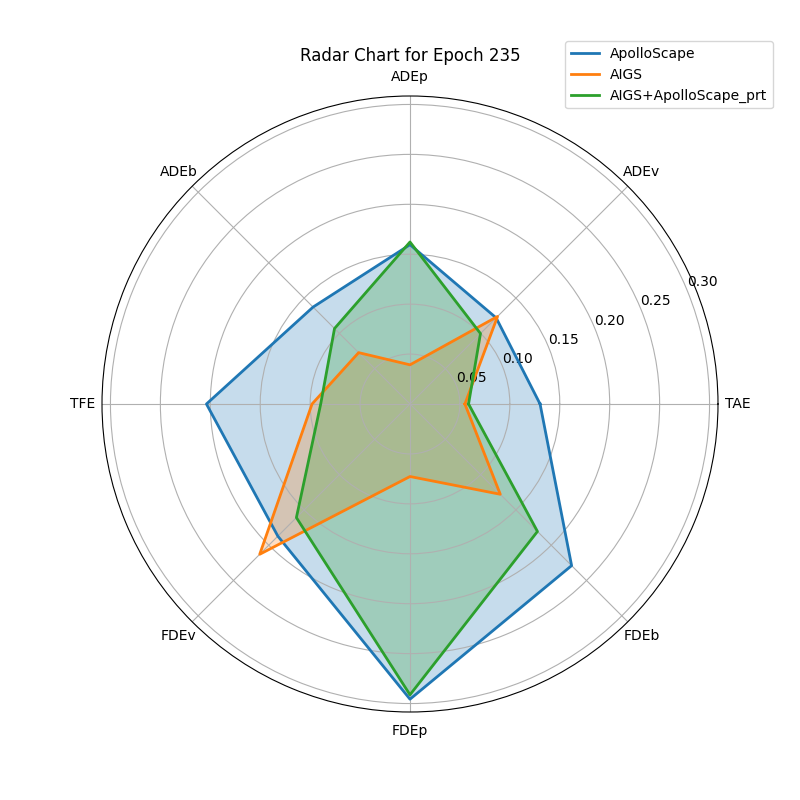 Radar Chart for Epoch 235
ApolloScape
AIGS
AIGS+ApolloScape_prt
ADEp
ADEb
ADEv
0.30
0.25
0.20
0.15
0.10
0.05
TFE
TAE
FDEv
FDEb
FDEp